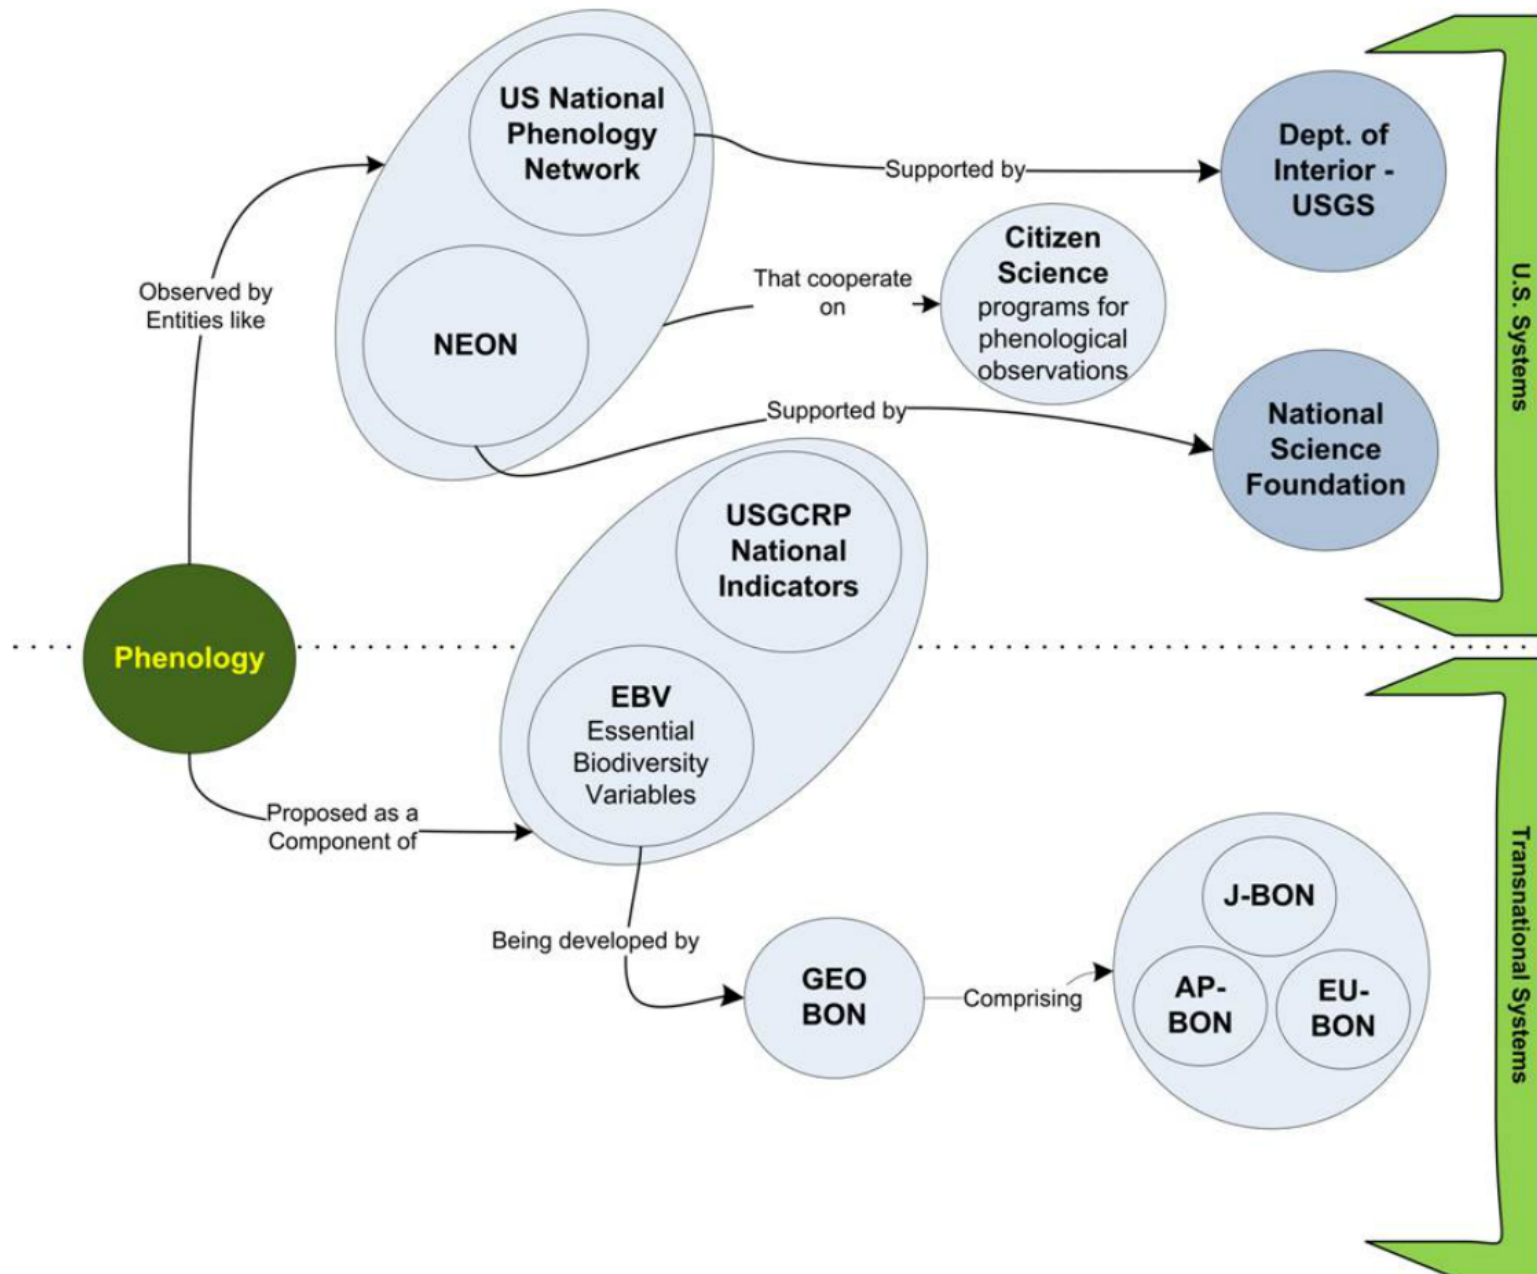 US National
Phenology
Network
Dept. of
Interior -
USGS
Supported by
Citizen
Science
programs for
phenological
observations
That cooperate
on
Observed by
Entities like
NEON
U.S. Systems
Supported by
National
Science
Foundation
USGCRP
National
Indicators
Phenology
EBV
Essential
Biodiversity
Variables
Proposed as a
Component of
Transnational Systems
J-BON
Being developed by
GEO
BON
Comprising
AP-
BON
EU-
BON